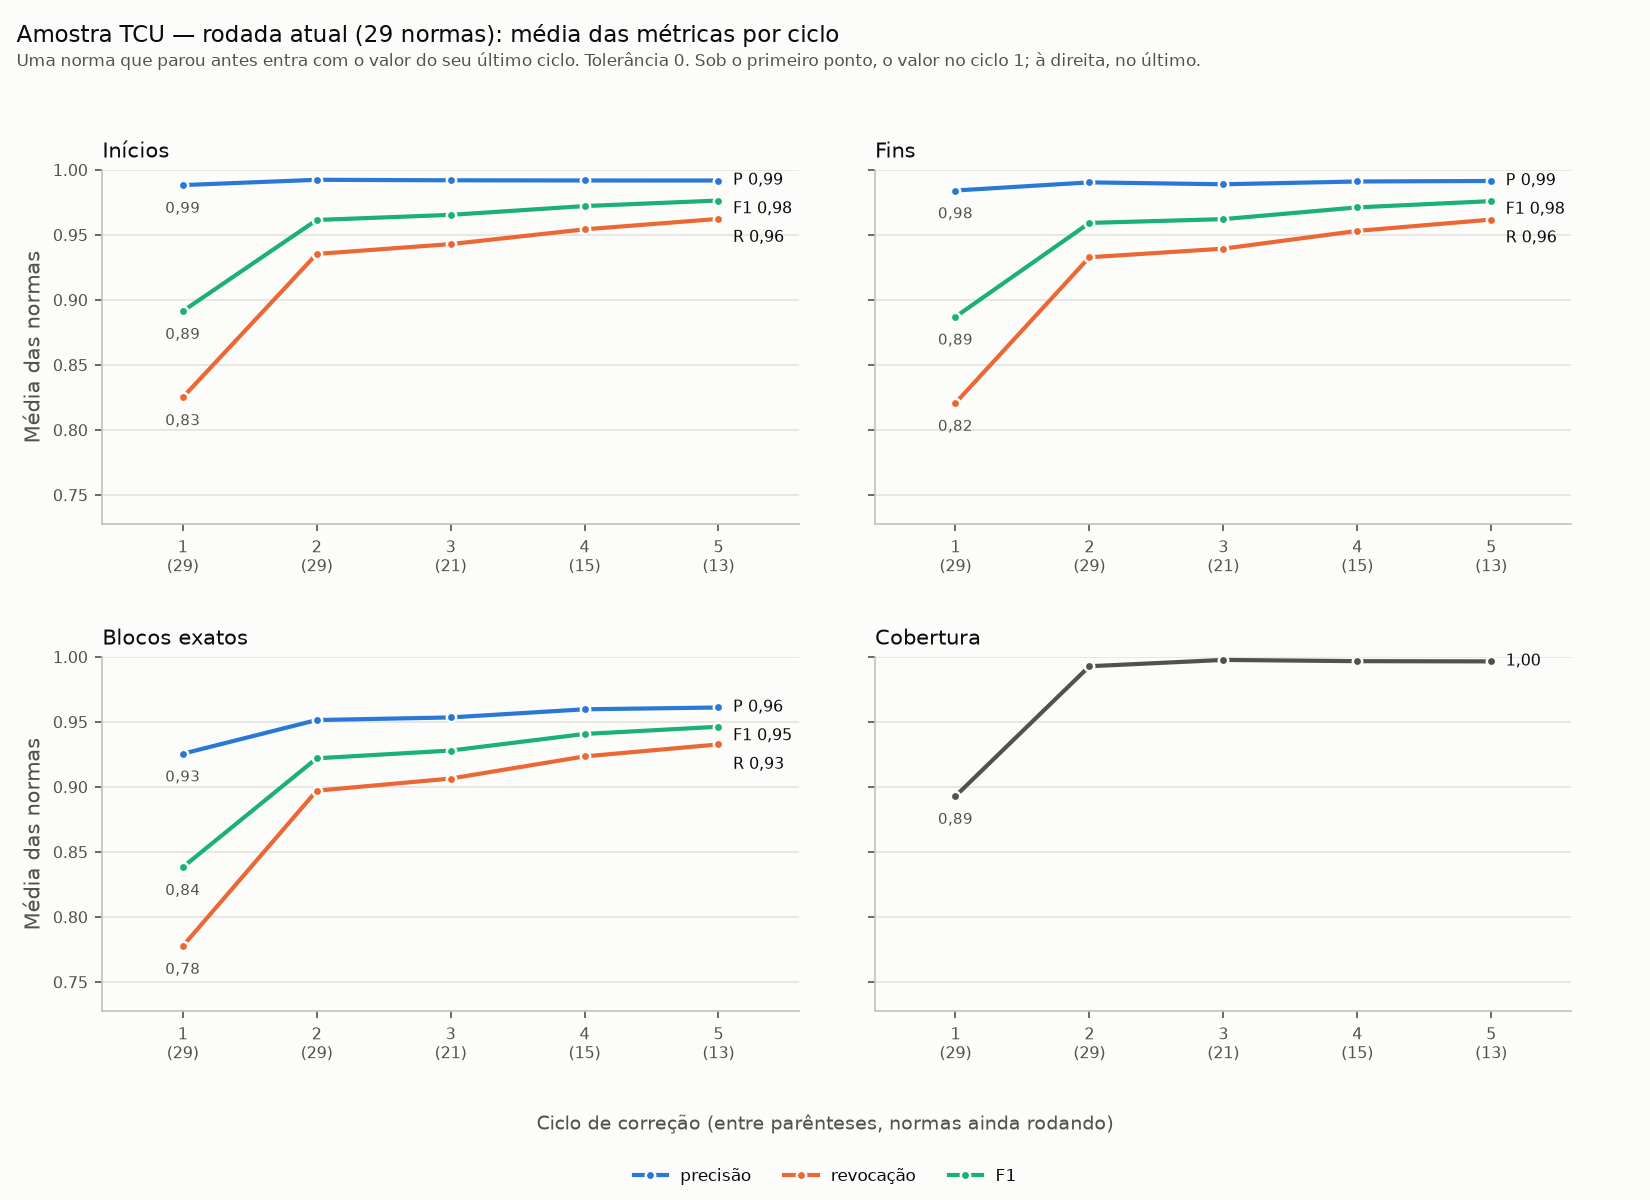 Amostra TCU — rodada atual (29 normas): média das métricas por ciclo
Uma norma que parou antes entra com o valor do seu último ciclo. Tolerância 0. Sob o primeiro ponto, o valor no ciclo 1; à direita, no último.
Inícios
Média das normas
1.00
0.95
0.90
0.85
0.80
0.75
0,99
0,89
0,83
P 0,99
F1 0,98
R 0,96
1 2 3 4 5
(29) (29) (21) (15) (13)
Fins
0,98
0,89
0,82
P 0,99
F1 0,98
R 0,96
1 2 3 4 5
(29) (29) (21) (15) (13)
Blocos exatos
Média das normas
1.00
0.95
0.90
0.85
0.80
0.75
0,93
0,84
0,78
P 0,96
F1 0,95
R 0,93
1 2 3 4 5
(29) (29) (21) (15) (13)
Cobertura
0,89
1,00
1 2 3 4 5
(29) (29) (21) (15) (13)
Ciclo de correção (entre parênteses, normas ainda rodando)
precisão revocação F1